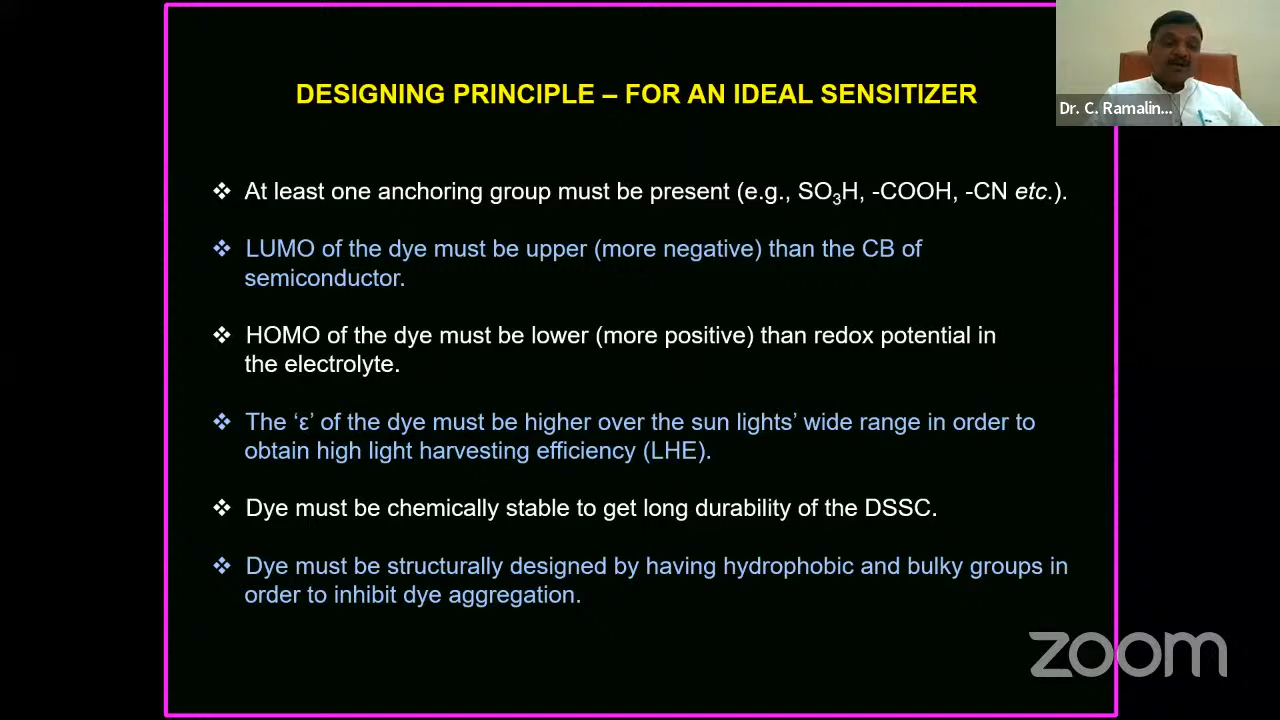 DESIGNING PRINCIPLE – FOR AN IDEAL SENSITIZER
Dr. C. Ramalin...
❖ At least one anchoring group must be present (e.g., SO₃H, -COOH, -CN etc.).
❖ LUMO of the dye must be upper (more negative) than the CB of
semiconductor.
❖ HOMO of the dye must be lower (more positive) than redox potential in
the electrolyte.
❖ The ‘ε’ of the dye must be higher over the sun lights’ wide range in order to
obtain high light harvesting efficiency (LHE).
❖ Dye must be chemically stable to get long durability of the DSSC.
❖ Dye must be structurally designed by having hydrophobic and bulky groups in
order to inhibit dye aggregation.
zoom